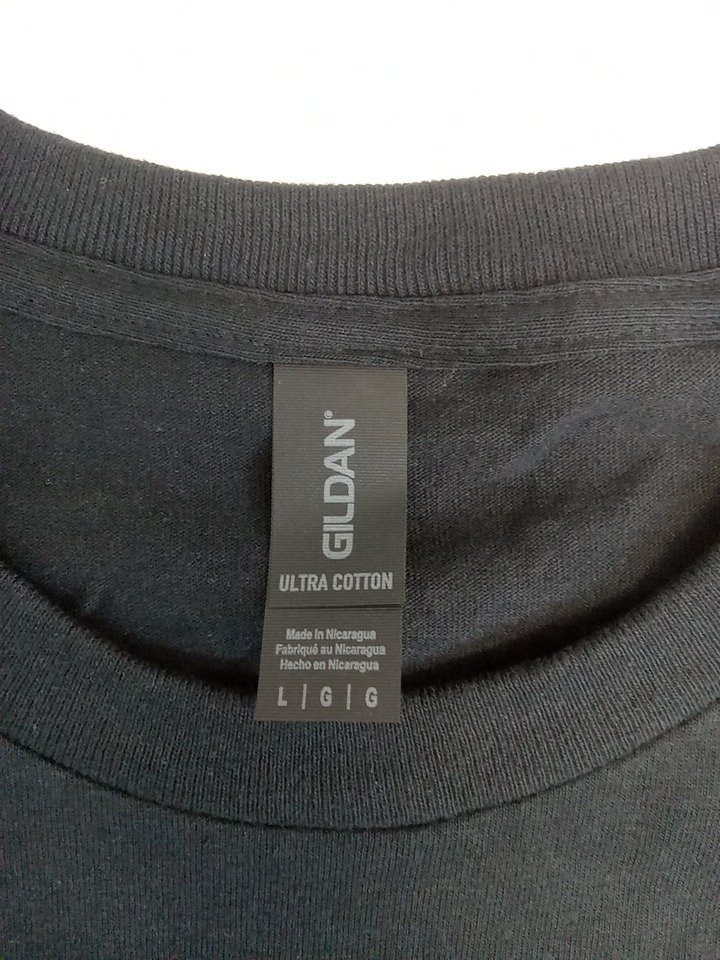 GILDAN®
ULTRA COTTON
Made in Nicaragua
Fabriqué au Nicaragua
Hecho en Nicaragua
L | G | G